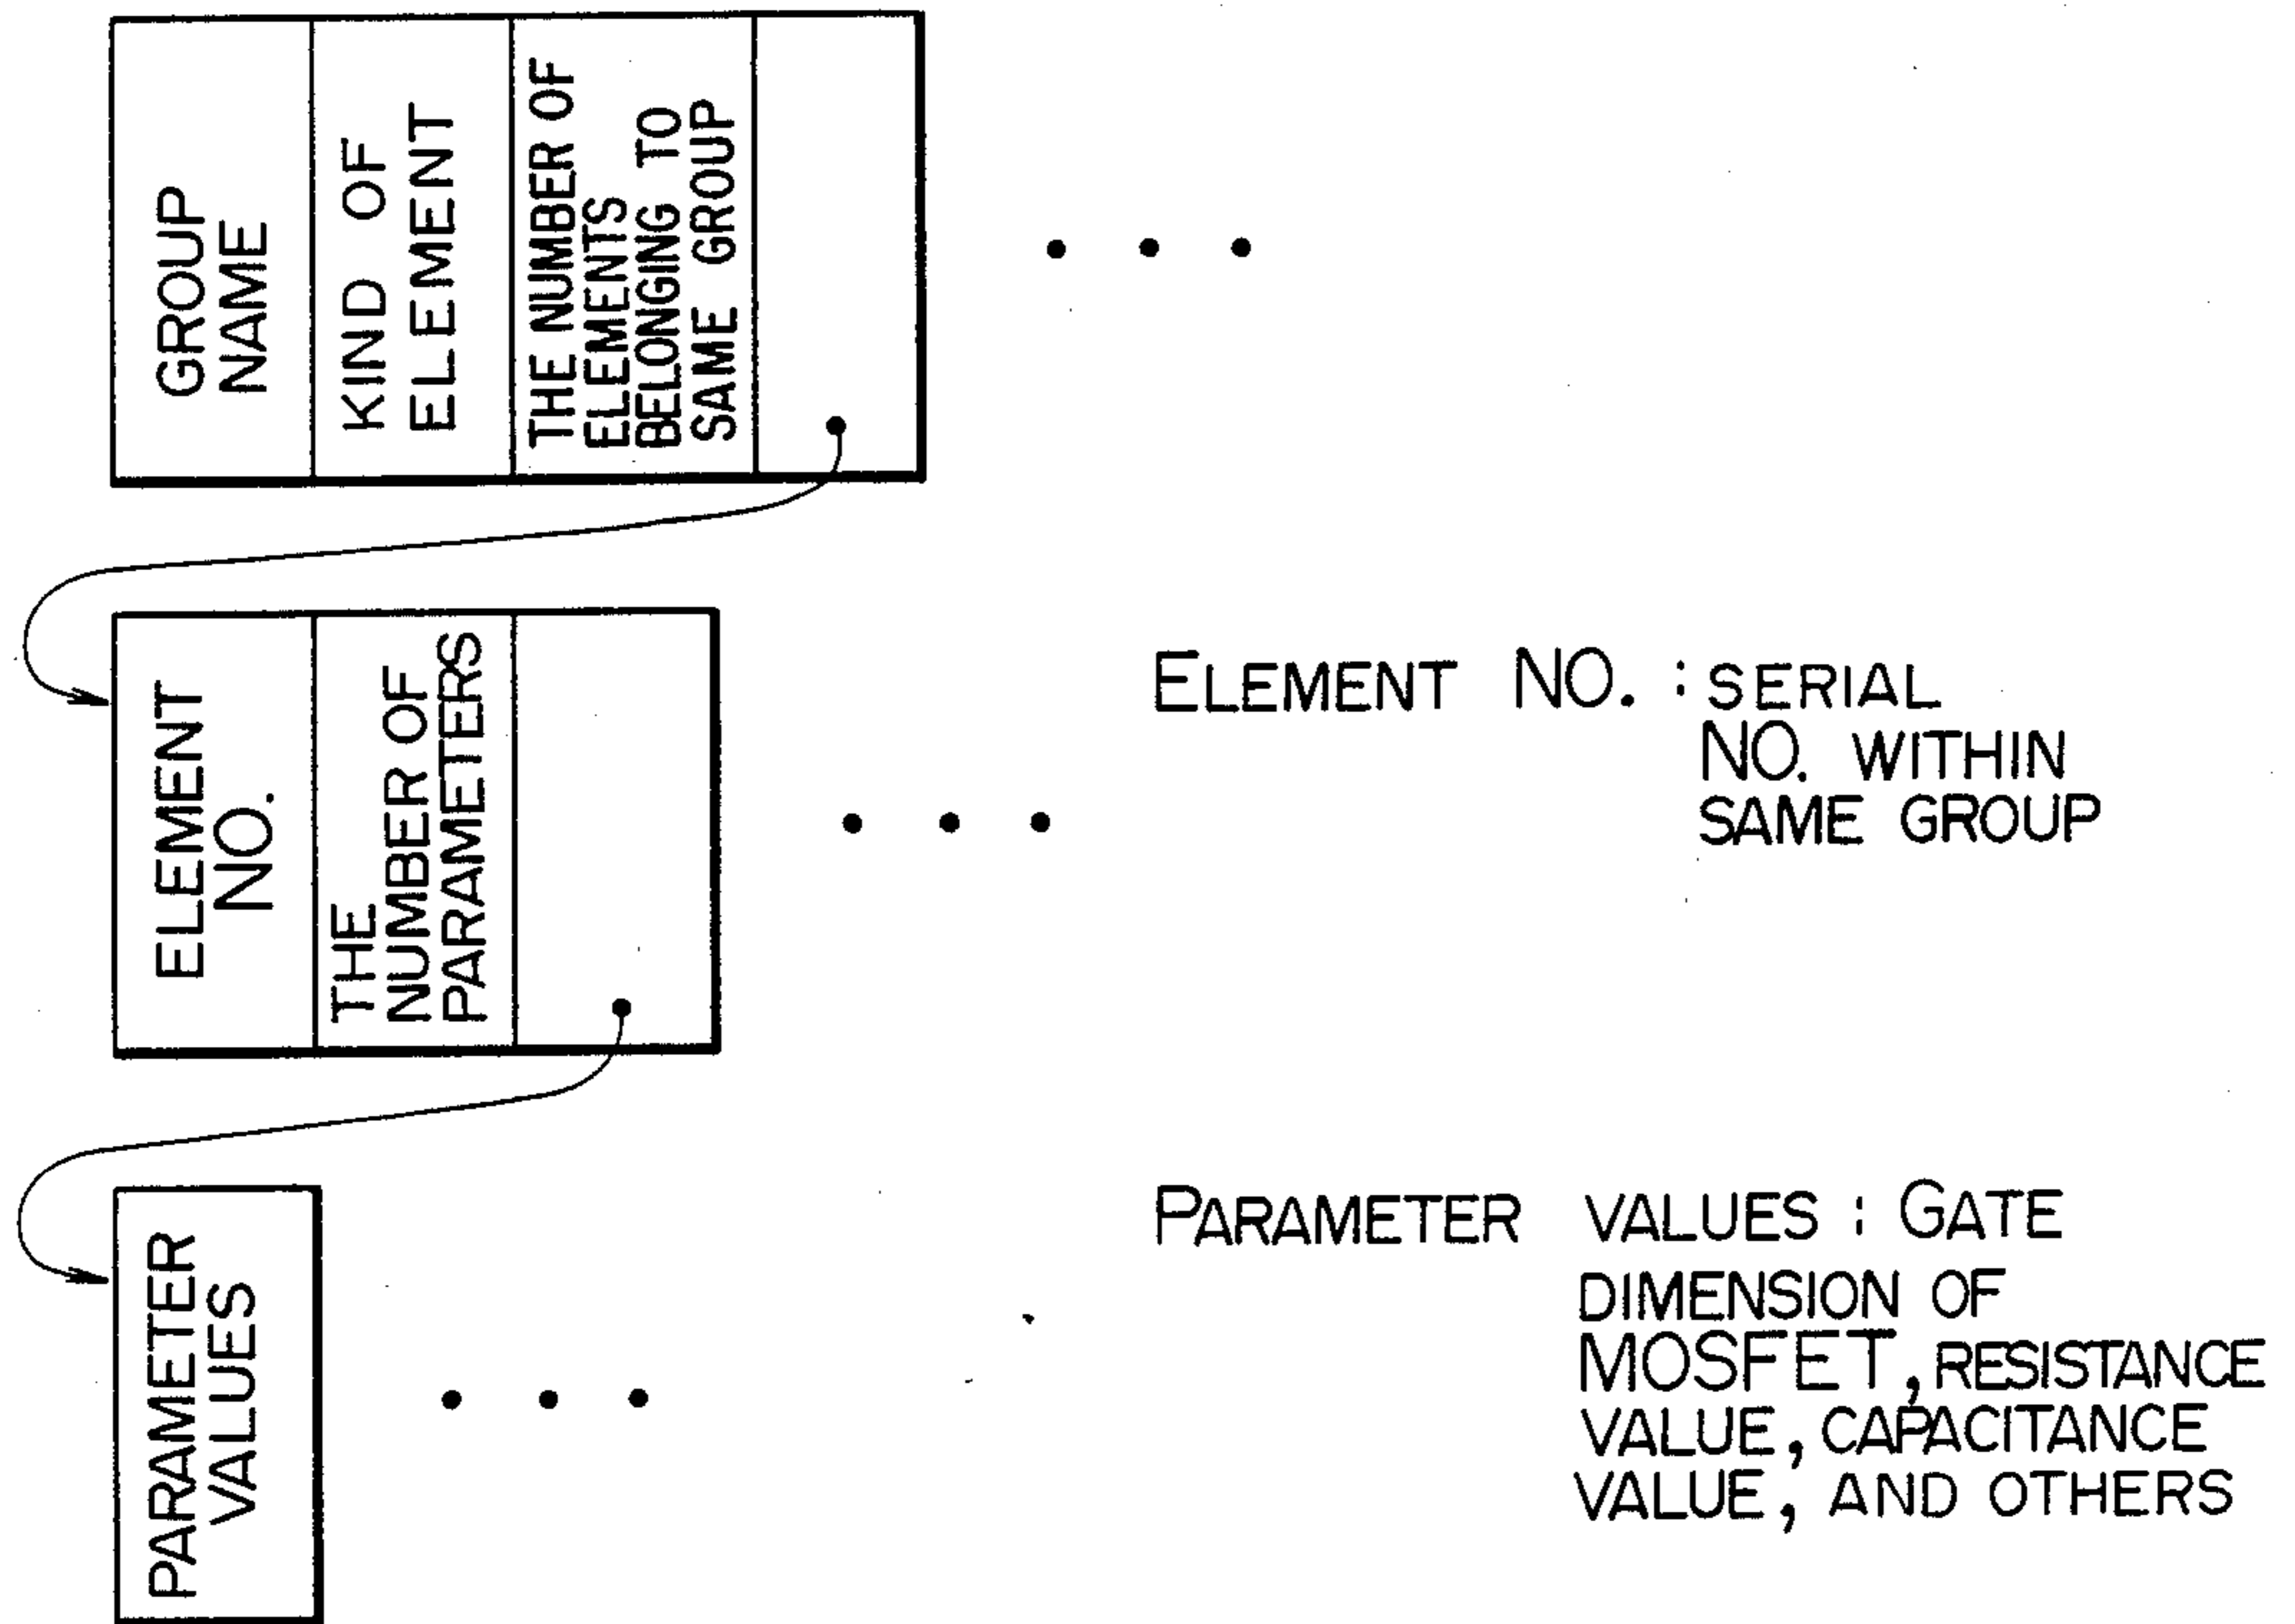 GROUP
NAME
KIND OF
ELEMENT
THE NUMBER OF
ELEMENTS
BELONGING TO
SAME GROUP
ELEMENT
NO.
THE
NUMBER OF
PARAMETERS
ELEMENT NO. : SERIAL
NO. WITHIN
SAME GROUP
PARAMETER
VALUES
PARAMETER VALUES : GATE
DIMENSION OF
MOSFET, RESISTANCE
VALUE, CAPACITANCE
VALUE, AND OTHERS